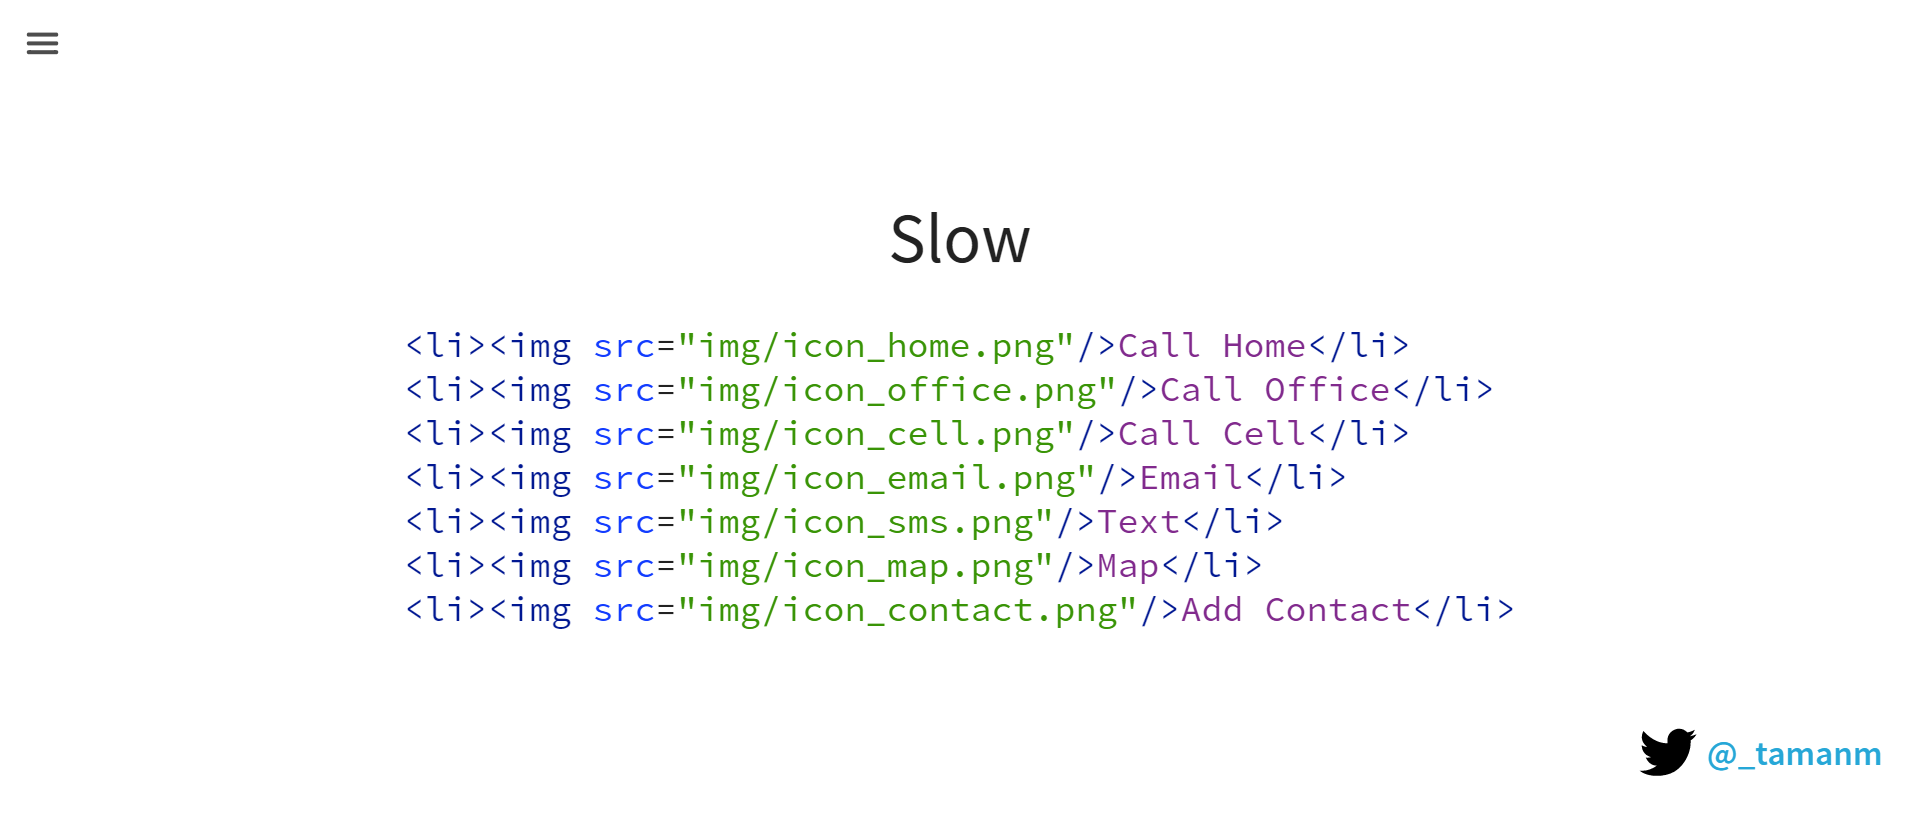 Slow
<li><img src="img/icon_home.png"/>Call Home</li>
<li><img src="img/icon_office.png"/>Call Office</li>
<li><img src="img/icon_cell.png"/>Call Cell</li>
<li><img src="img/icon_email.png"/>Email</li>
<li><img src="img/icon_sms.png"/>Text</li>
<li><img src="img/icon_map.png"/>Map</li>
<li><img src="img/icon_contact.png"/>Add Contact</li>
@_tamanm